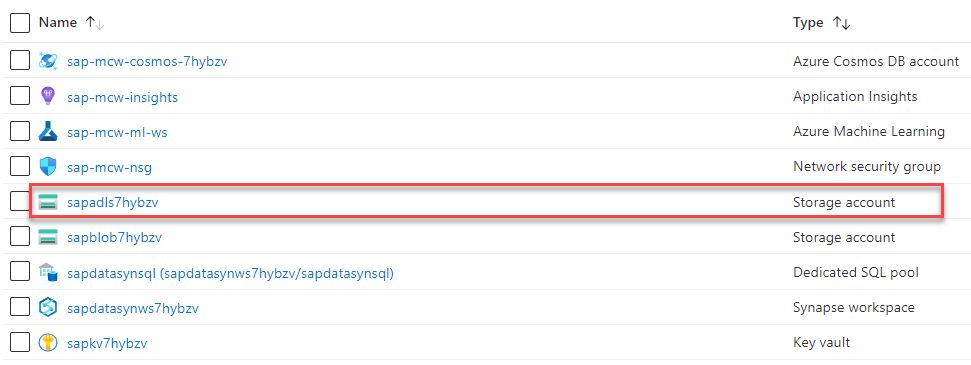 Name ↑↓ Type ↑↓
sap-mcw-cosmos-7hybzv Azure Cosmos DB account
sap-mcw-insights Application Insights
sap-mcw-ml-ws Azure Machine Learning
sap-mcw-nsg Network security group
sapadls7hybzv Storage account
sapblob7hybzv Storage account
sapdatasynsql (sapdatasynws7hybzv/sapdatasynsql) Dedicated SQL pool
sapdatasynws7hybzv Synapse workspace
sapkv7hybzv Key vault